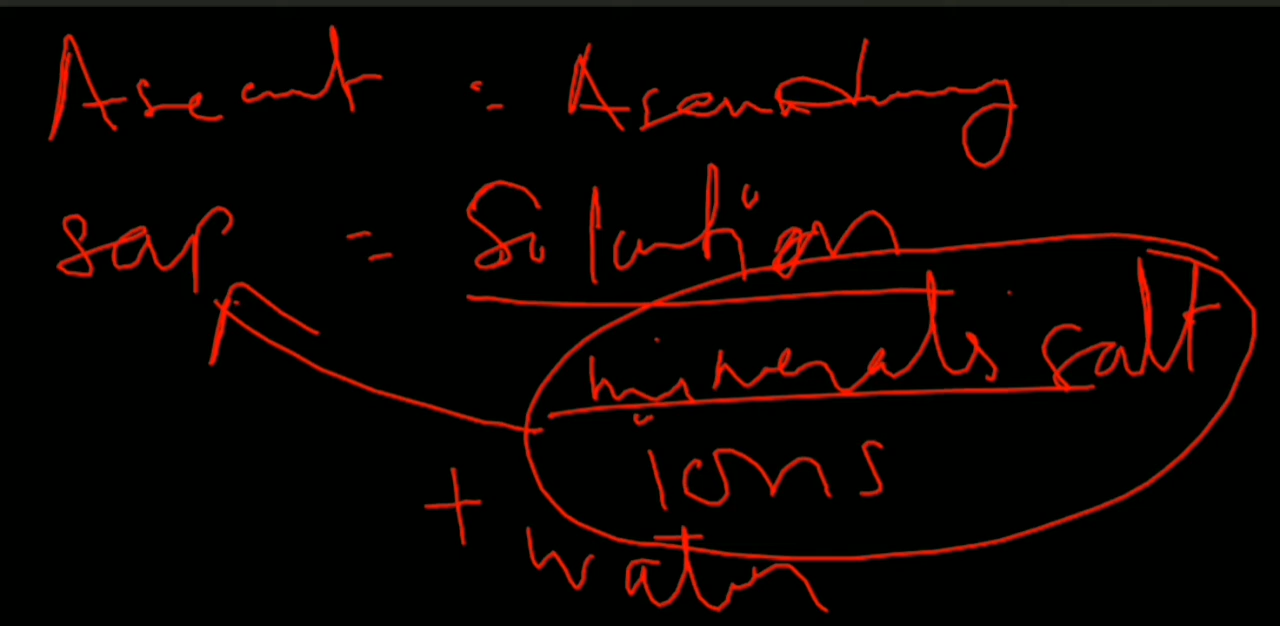 Ascent = Ascending
sap = Solution
minerals salt
ions
+ water